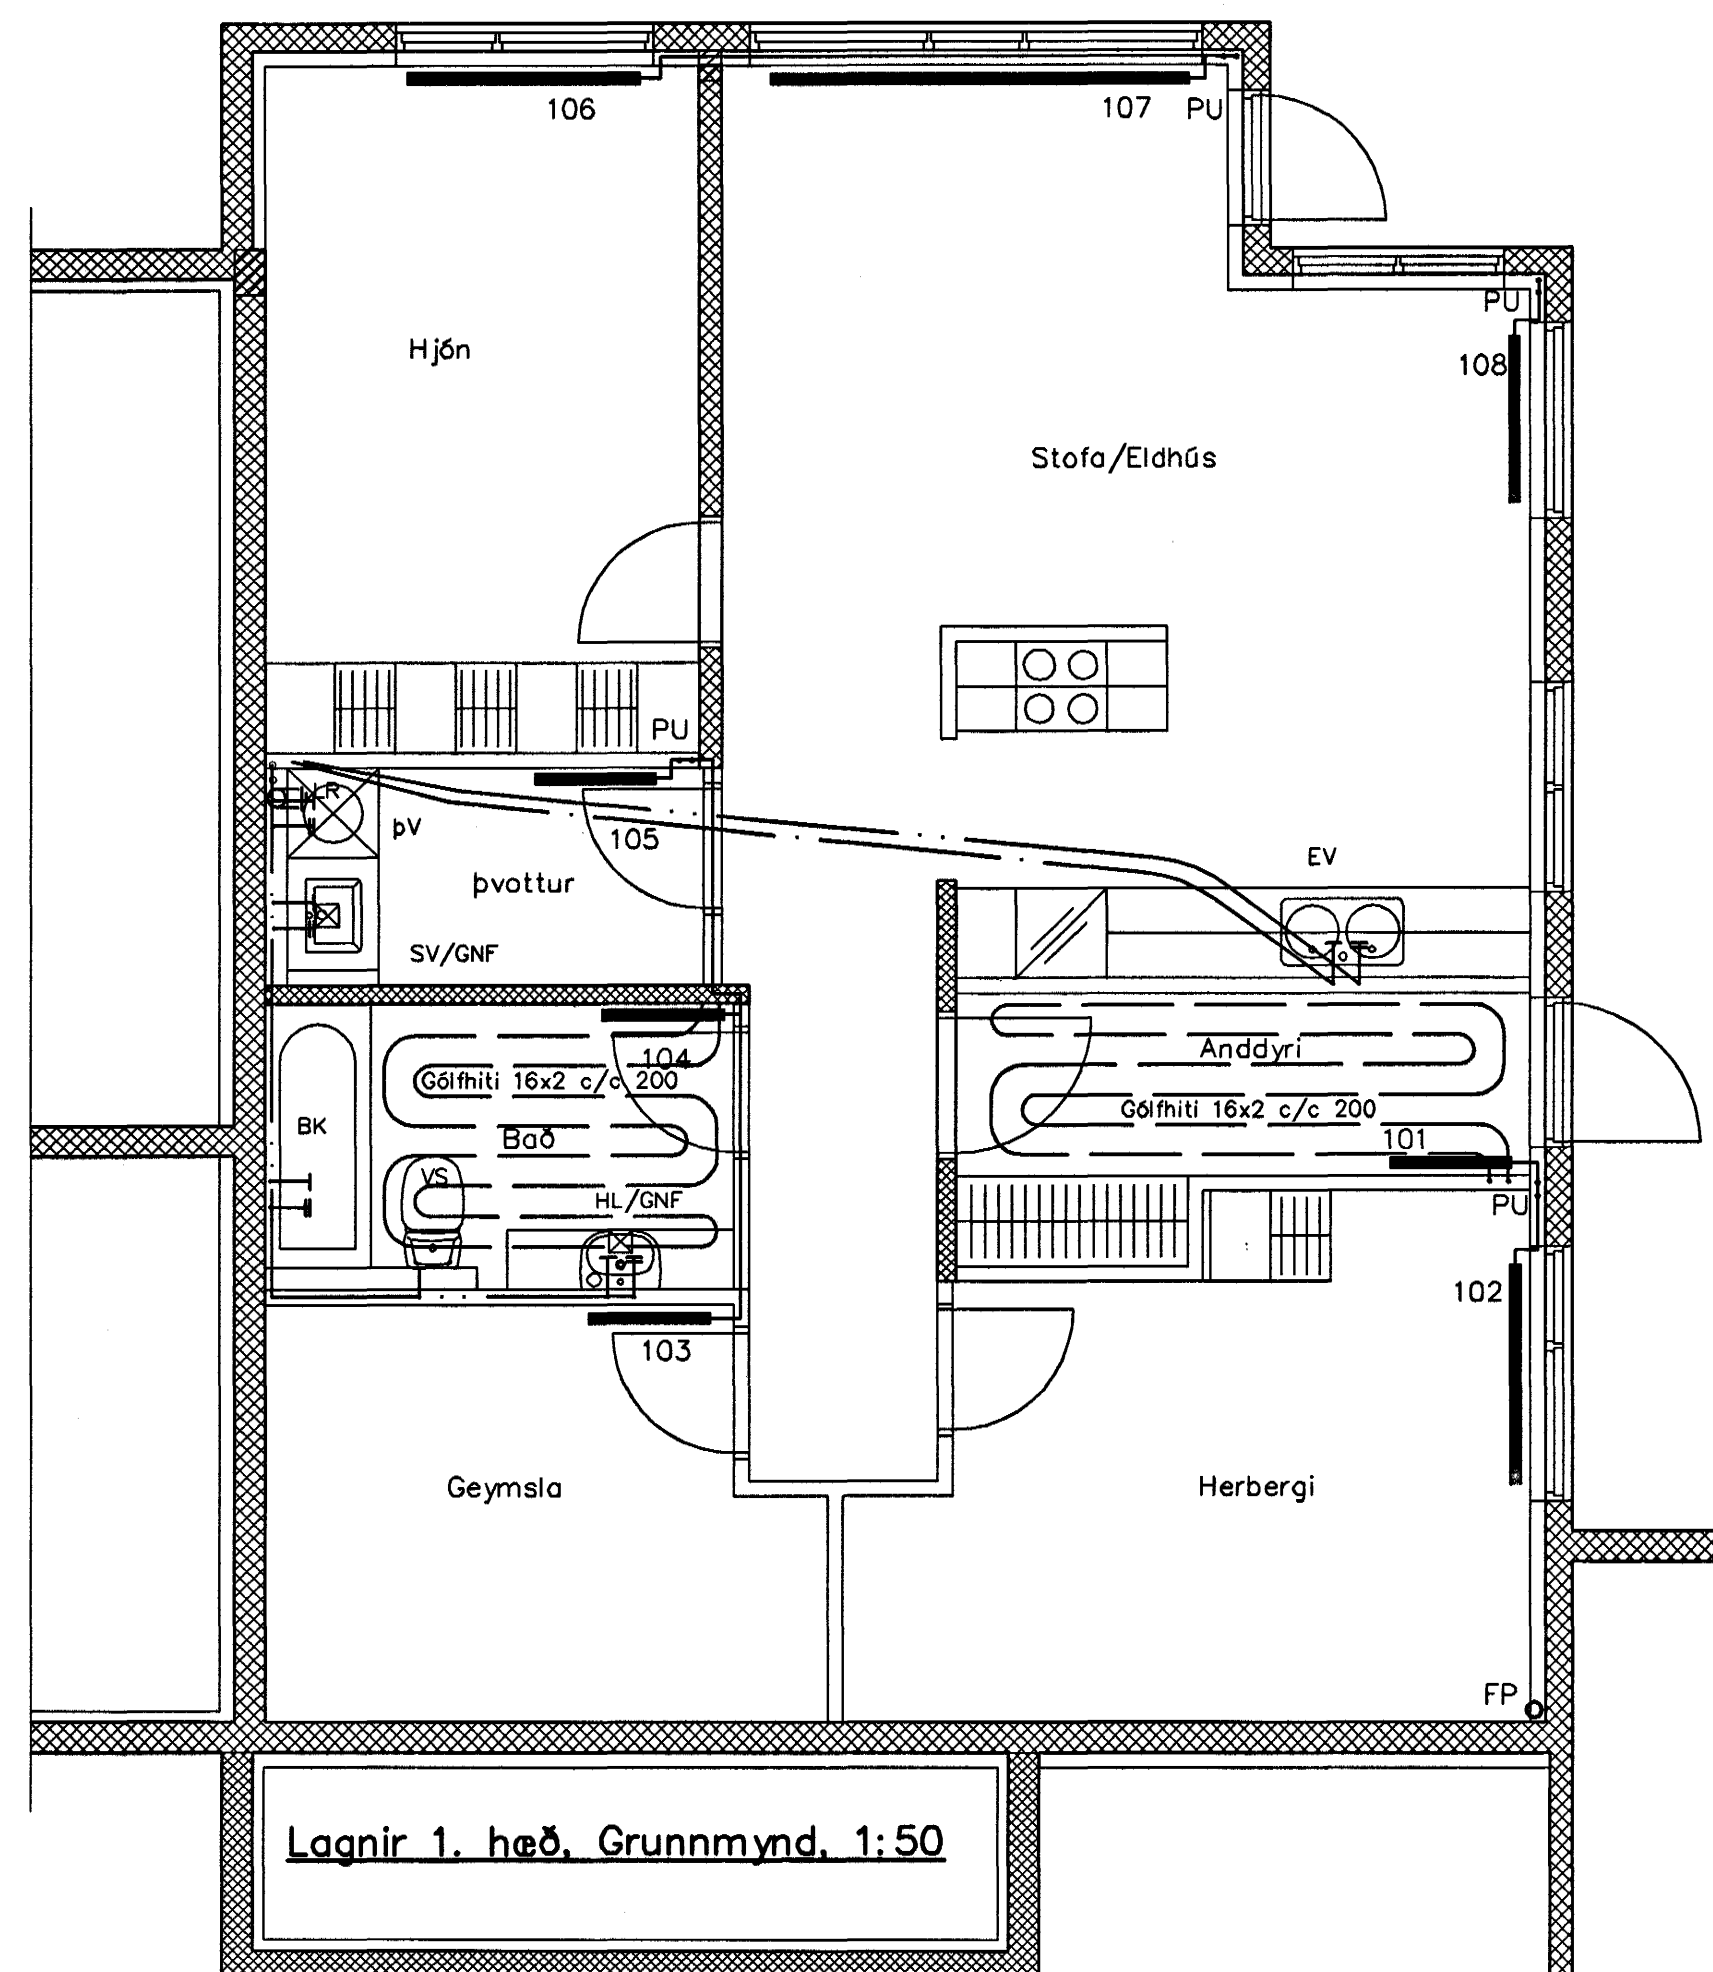 106
107
PU
PU
108
Hjón
Stofa/Eldhús
PU
LR
ÞV
105
Þvottur
EV
SV/GNF
104
Gólfhiti 16x2 c/c 200
Anddyri
Gólfhiti 16x2 c/c 200
BK
Bað
101
VS
HL/GNF
PU
102
103
Geymsla
Herbergi
FP
Lagnir 1. hæð, Grunnmynd, 1:50